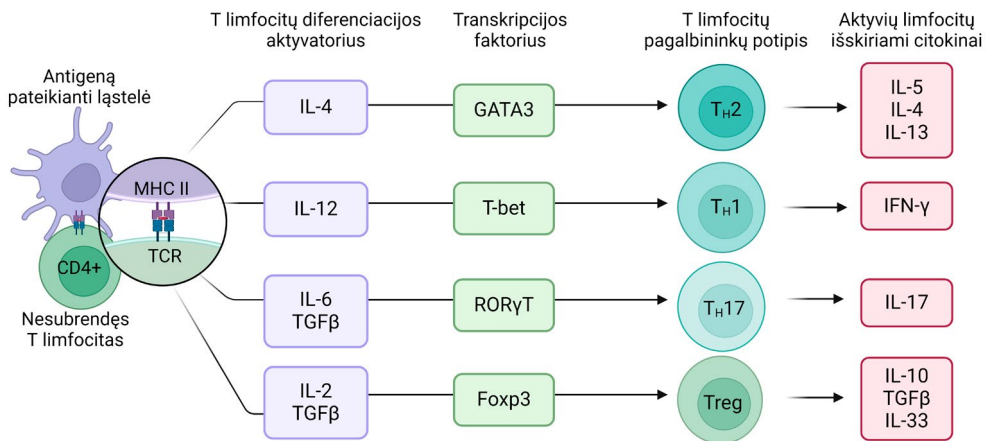 T limfocitų diferenciacijos
aktyvatorius
Transkripcijos
faktorius
T limfocitų
pagalbininkų potipis
Aktyvių limfocitų
išskiriami citokinai
Antigeną
pateikianti ląstelė
MHC II
TCR
CD4+
Nesubrendęs
T limfocitas
IL-4
GATA3
TH2
IL-5
IL-4
IL-13
IL-12
T-bet
TH1
IFN-γ
IL-6
TGFβ
RORγT
TH17
IL-17
IL-2
TGFβ
Foxp3
Treg
IL-10
TGFβ
IL-33